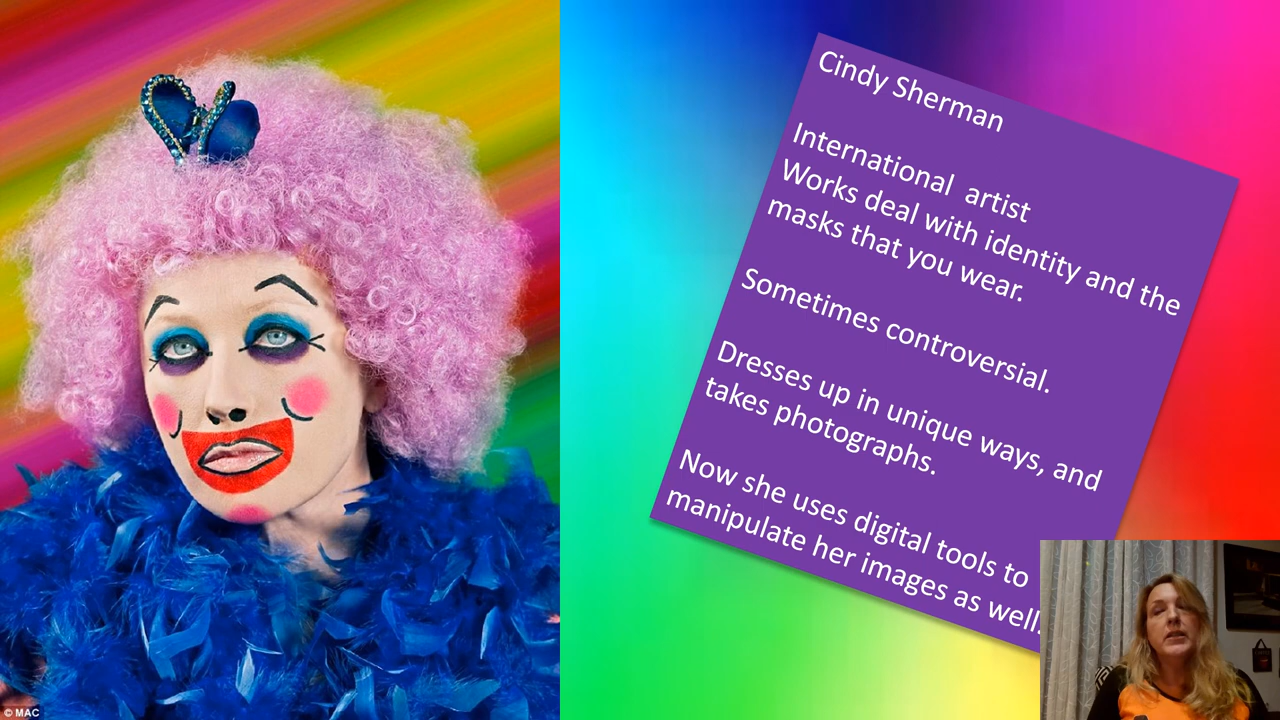 Cindy Sherman
International  artist
Works deal with identity and the
masks that you wear.
Sometimes controversial.
Dresses up in unique ways, and
takes photographs.
Now she uses digital tools to
manipulate her images as well.
© MAC